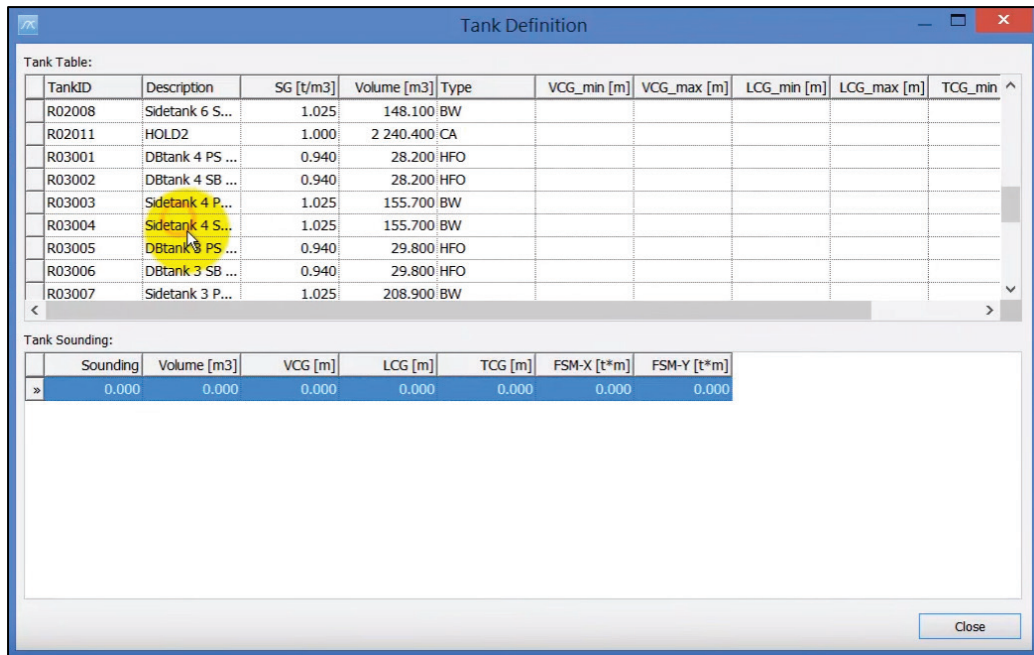 Tank Definition
Tank Table:
TankID Description SG [t/m3] Volume [m3] Type VCG_min [m] VCG_max [m] LCG_min [m] LCG_max [m] TCG_min
R02008 Sidetank 6 S... 1.025 148.100 BW
R02011 HOLD2 1.000 2 240.400 CA
R03001 DBtank 4 PS ... 0.940 28.200 HFO
R03002 DBtank 4 SB ... 0.940 28.200 HFO
R03003 Sidetank 4 P... 1.025 155.700 BW
R03004 Sidetank 4 S... 1.025 155.700 BW
R03005 DBtank 3 PS ... 0.940 29.800 HFO
R03006 DBtank 3 SB ... 0.940 29.800 HFO
R03007 Sidetank 3 P... 1.025 208.900 BW
Tank Sounding:
Sounding Volume [m3] VCG [m] LCG [m] TCG [m] FSM-X [t*m] FSM-Y [t*m]
» 0.000 0.000 0.000 0.000 0.000 0.000 0.000
Close